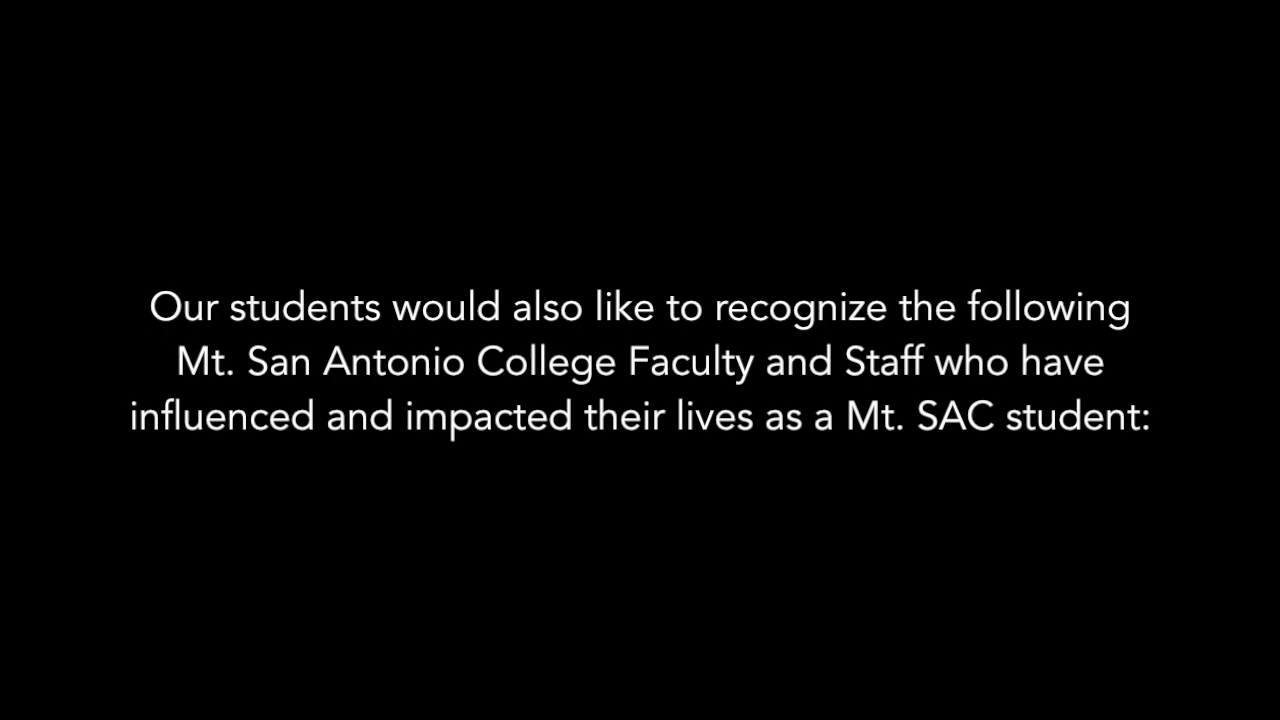 Our students would also like to recognize the following
Mt. San Antonio College Faculty and Staff who have
influenced and impacted their lives as a Mt. SAC student: